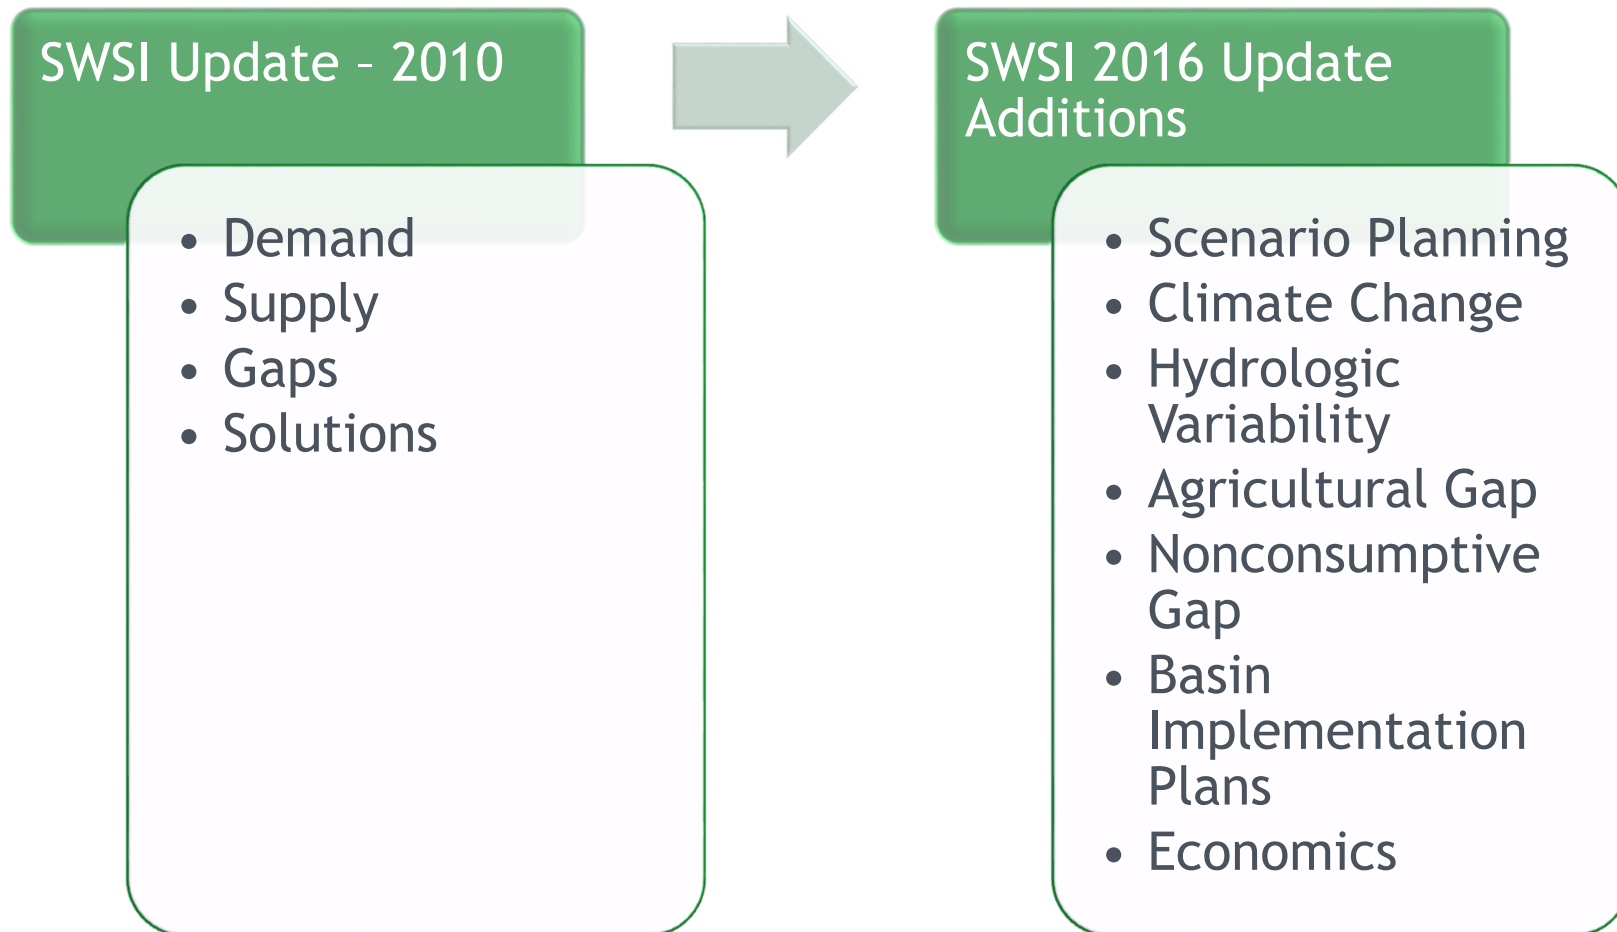 SWSI Update – 2010
• Demand
• Supply
• Gaps
• Solutions
SWSI 2016 Update
Additions
• Scenario Planning
• Climate Change
• Hydrologic
Variability
• Agricultural Gap
• Nonconsumptive
Gap
• Basin
Implementation
Plans
• Economics